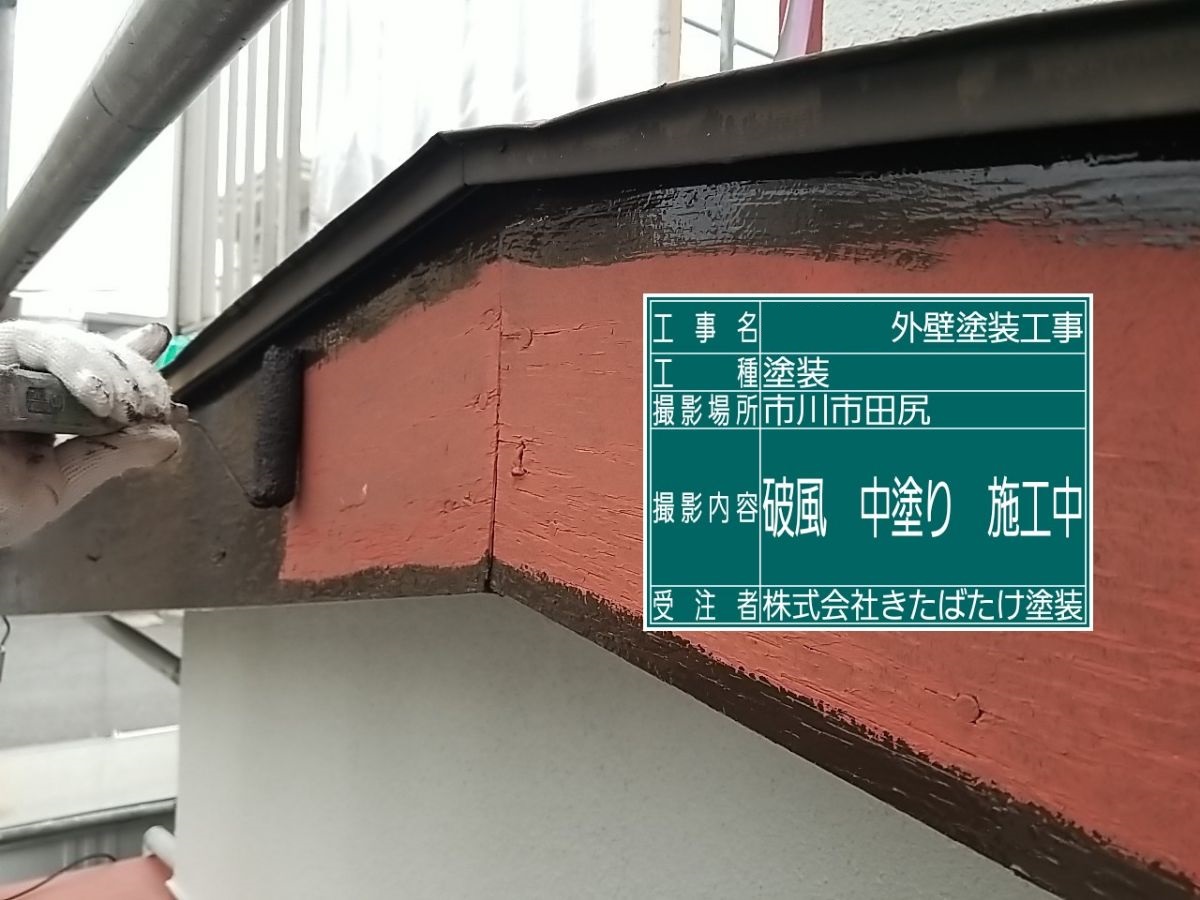 工事名 外壁塗装工事
工種 塗装
撮影場所 市川市田尻
撮影内容 破風　中塗り　施工中
受注者 株式会社きたばたけ塗装